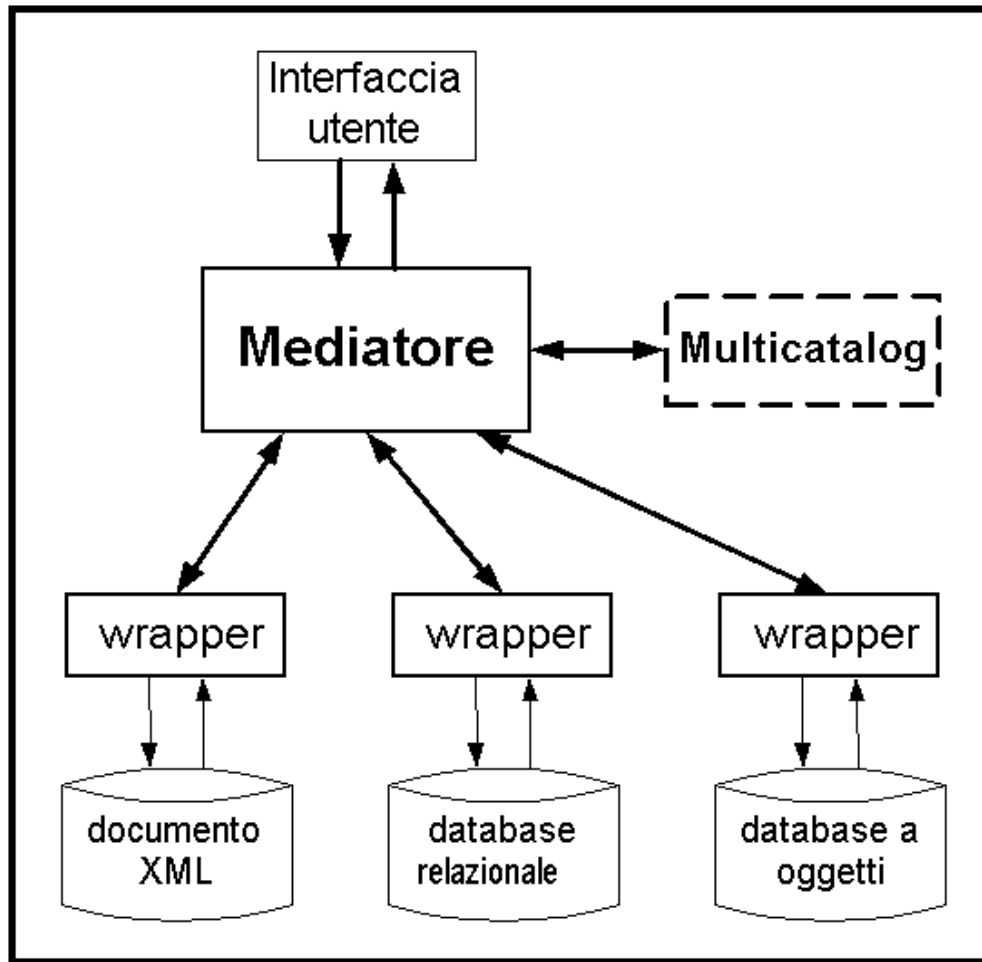 Interfaccia
utente
Mediatore
Multicatalog
wrapper
wrapper
wrapper
documento
XML
database
relazionale
database a
oggetti